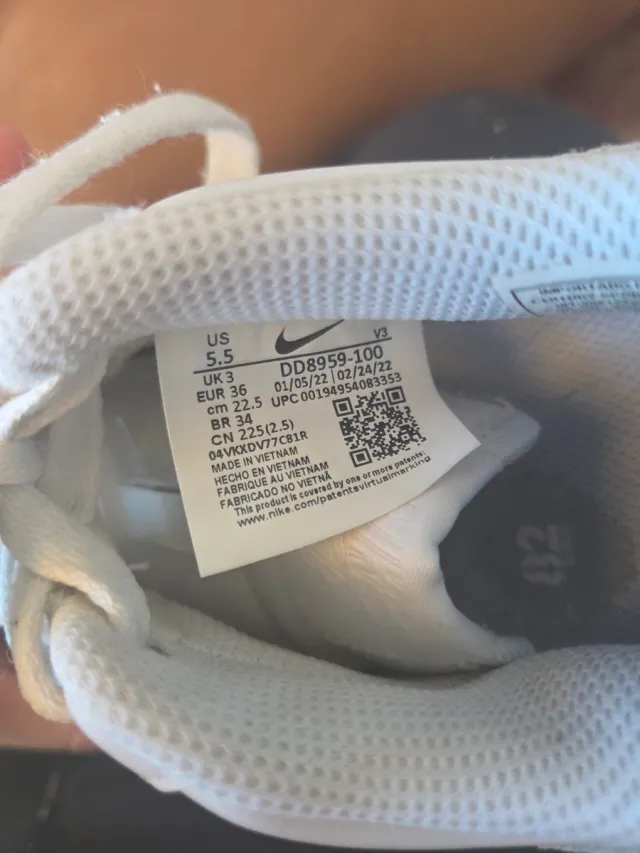 US
5.5
V3
UK 3
DD8959-100
EUR 36
01/05/22 | 02/24/22
cm 22.5
UPC 00194954083353
BR 34
CN 225(2.5)
04VKXDV77C81R
MADE IN VIETNAM
HECHO EN VIETNAM
FABRIQUE AU VIETNAM
FABRICADO NO VIETNÃ
This product is covered by one or more patents:
www.nike.com/patentsvirtualmarking
82